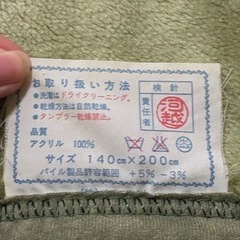 お取り扱い方法
●洗濯はドライクリーニング。
●乾燥方法は自然乾燥。
●タンブラー乾燥禁止。
検針
責任者
河越
品質
アクリル 100%
サイズ 140cm×200cm
パイル製品許容範囲 +5% -3%